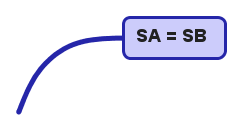 SA = SB